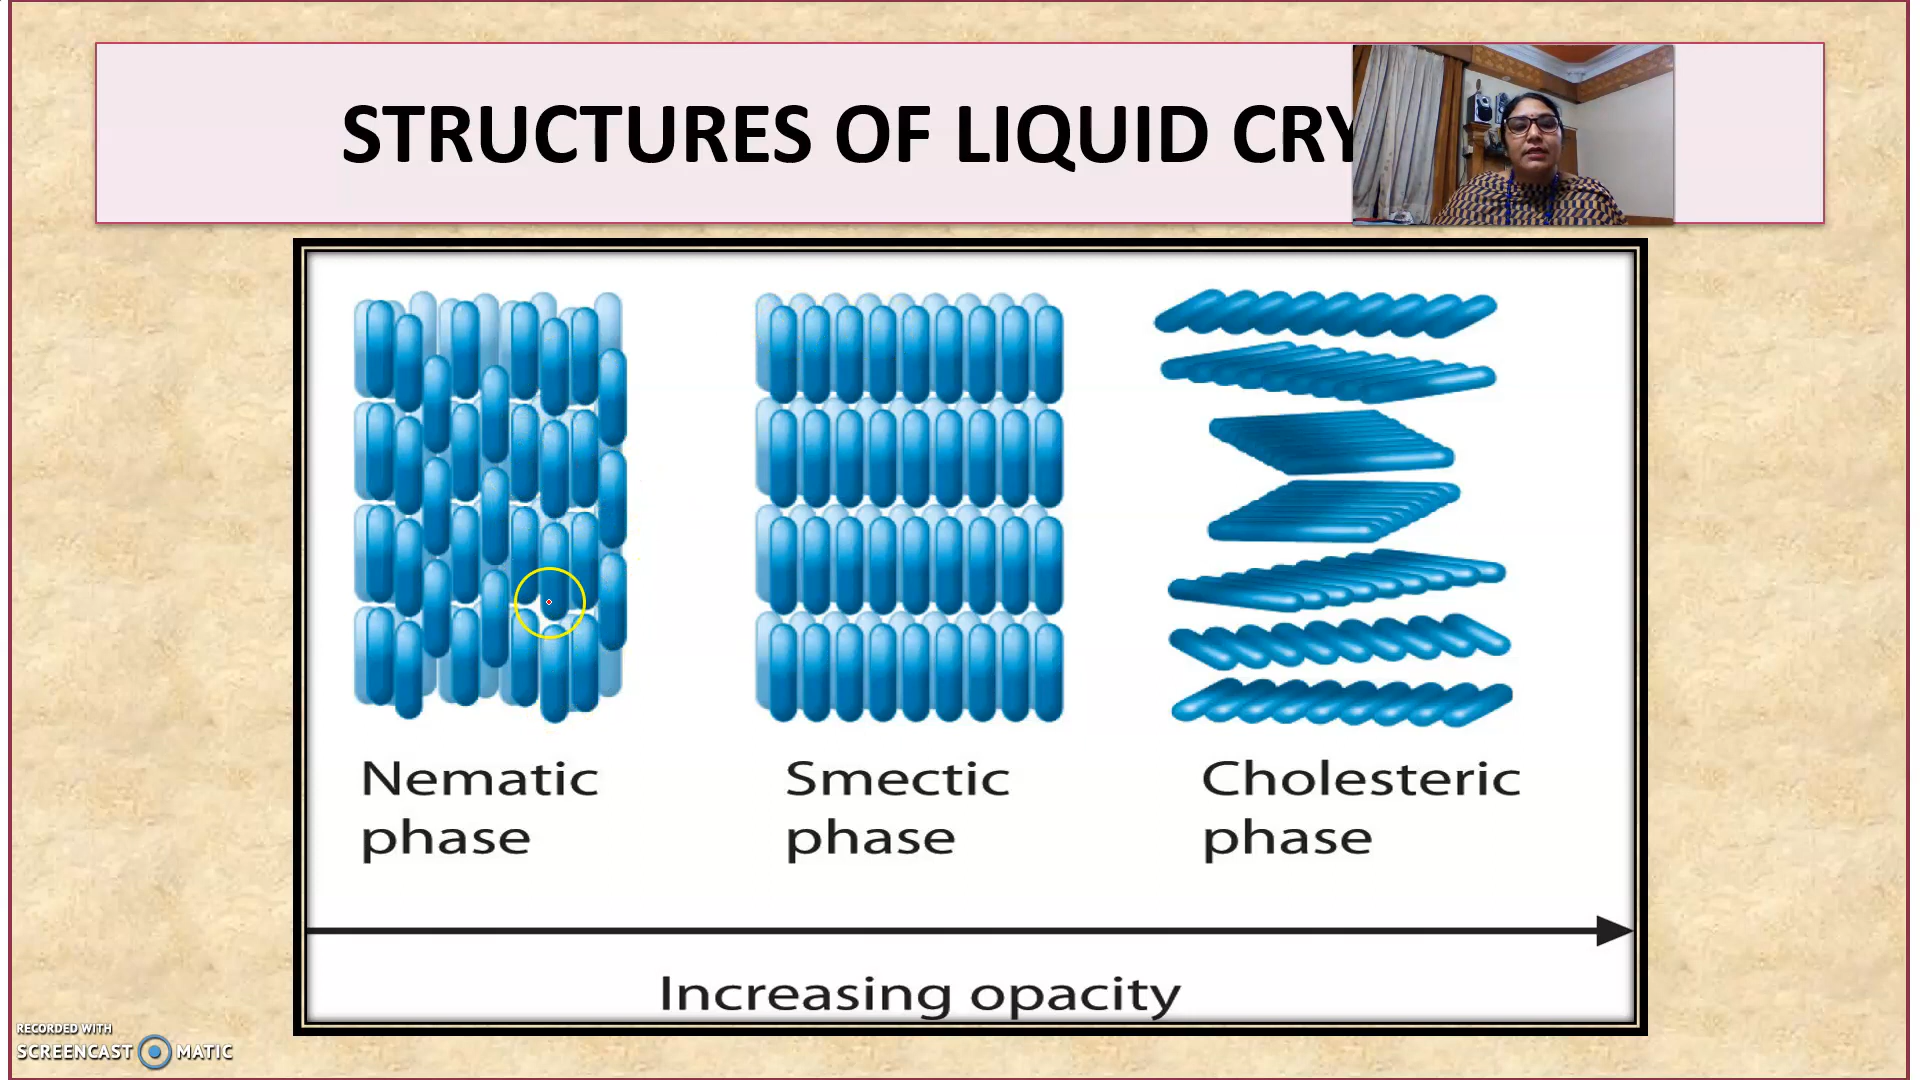 STRUCTURES OF LIQUID CRY
Nematic
phase
Smectic
phase
Cholesteric
phase
Increasing opacity
RECORDED WITH
SCREENCAST MATIC